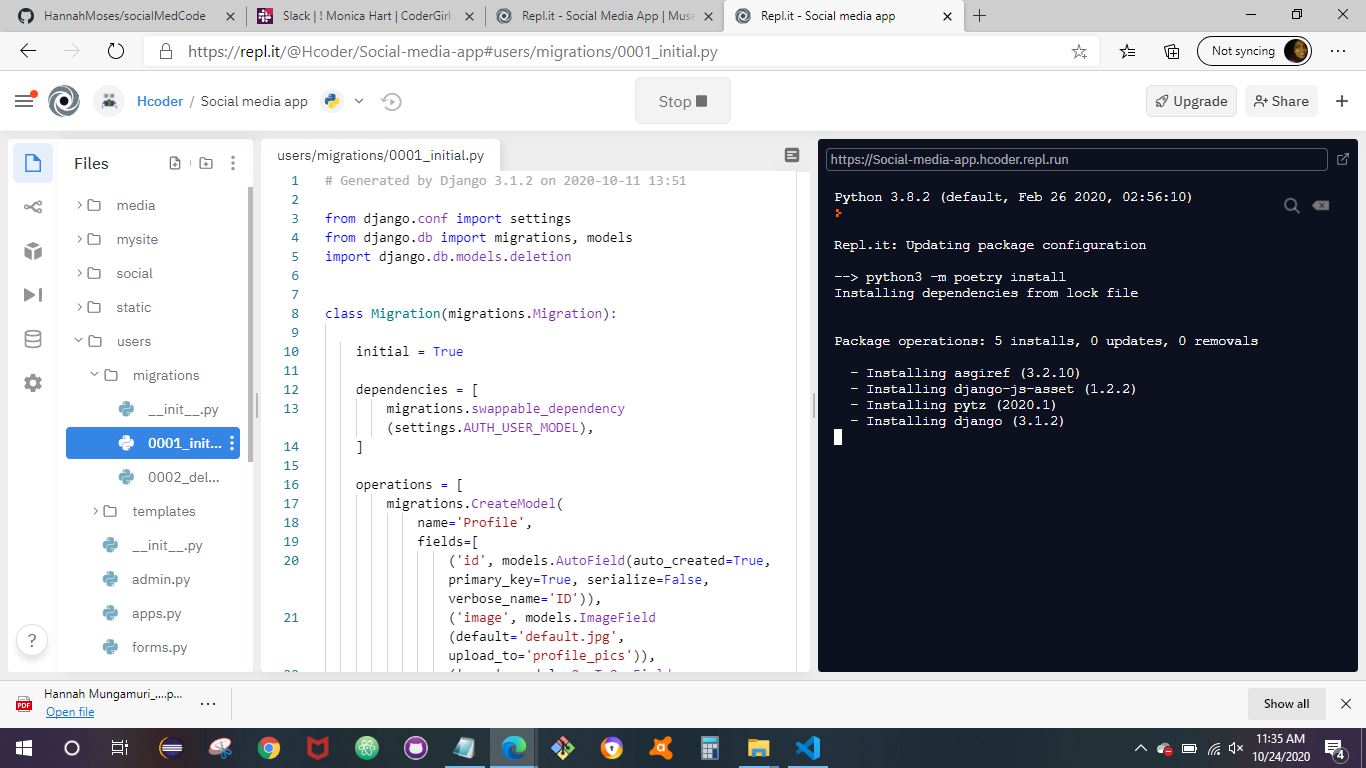 HannahMoses/socialMedCode
Slack | ! Monica Hart | CoderGirl
Repl.it - Social Media App | Muse
Repl.it - Social media app
https://repl.it/@Hcoder/Social-media-app#users/migrations/0001_initial.py
Not syncing
Hcoder / Social media app
Stop
Upgrade
Share
Files
media
mysite
social
static
users
migrations
__init__.py
0001_init...
0002_del...
templates
__init__.py
admin.py
apps.py
forms.py
?
users/migrations/0001_initial.py
1 # Generated by Django 3.1.2 on 2020-10-11 13:51
2
3 from django.conf import settings
4 from django.db import migrations, models
5 import django.db.models.deletion
6
7
8 class Migration(migrations.Migration):
9
10 initial = True
11
12 dependencies = [
13 migrations.swappable_dependency
(settings.AUTH_USER_MODEL),
14 ]
15
16 operations = [
17 migrations.CreateModel(
18 name='Profile',
19 fields=[
20 ('id', models.AutoField(auto_created=True,
primary_key=True, serialize=False,
verbose_name='ID')),
21 ('image', models.ImageField
(default='default.jpg',
upload_to='profile_pics')),
https://Social-media-app.hcoder.repl.run
Python 3.8.2 (default, Feb 26 2020, 02:56:10)
Repl.it: Updating package configuration
--> python3 -m poetry install
Installing dependencies from lock file
Package operations: 5 installs, 0 updates, 0 removals
- Installing asgiref (3.2.10)
- Installing django-js-asset (1.2.2)
- Installing pytz (2020.1)
- Installing django (3.1.2)
Hannah Mungamuri_....p...
Open file
Show all
11:35 AM
10/24/2020
4